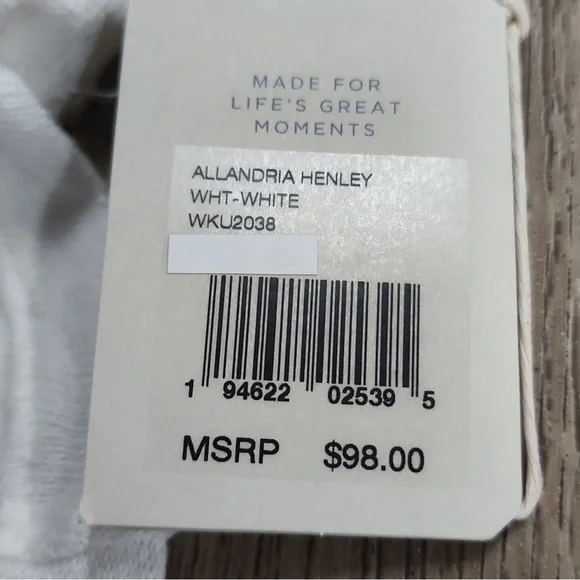 MADE FOR
LIFE'S GREAT
MOMENTS
ALLANDRIA HENLEY
WHT-WHITE
WKU2038
1 94622 02539 5
MSRP $98.00